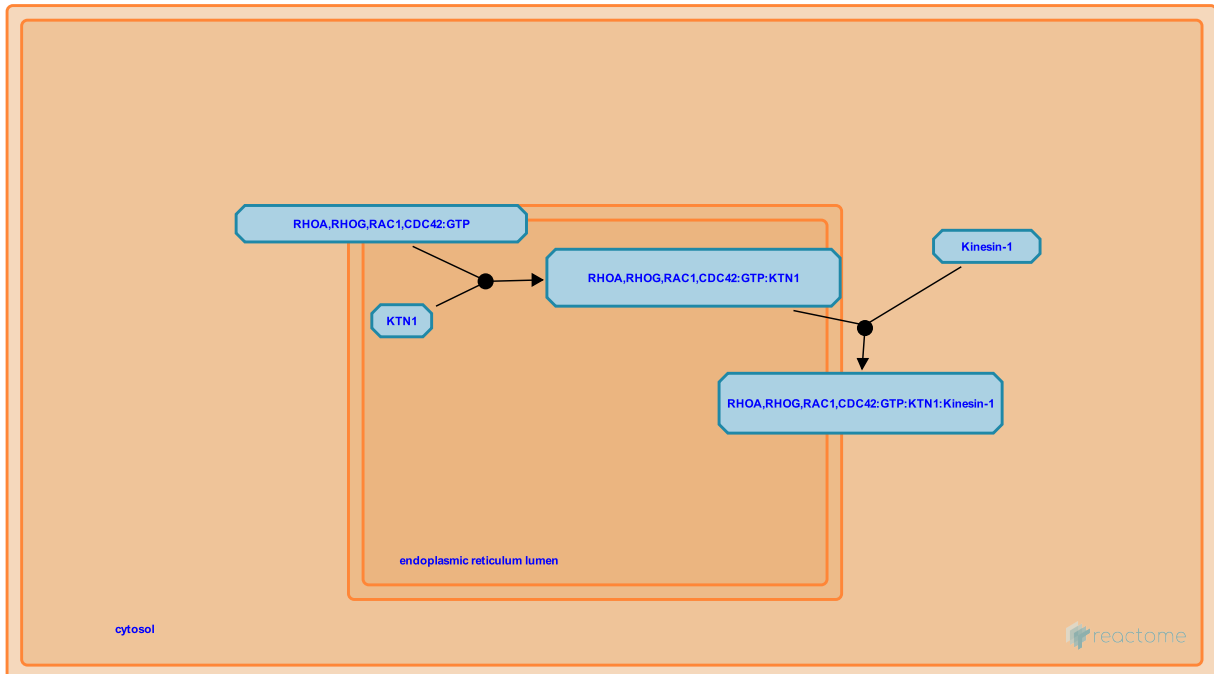 RHOA,RHOG,RAC1,CDC42:GTP
Kinesin-1
RHOA,RHOG,RAC1,CDC42:GTP:KTN1
KTN1
RHOA,RHOG,RAC1,CDC42:GTP:KTN1:Kinesin-1
endoplasmic reticulum lumen
cytosol
reactome